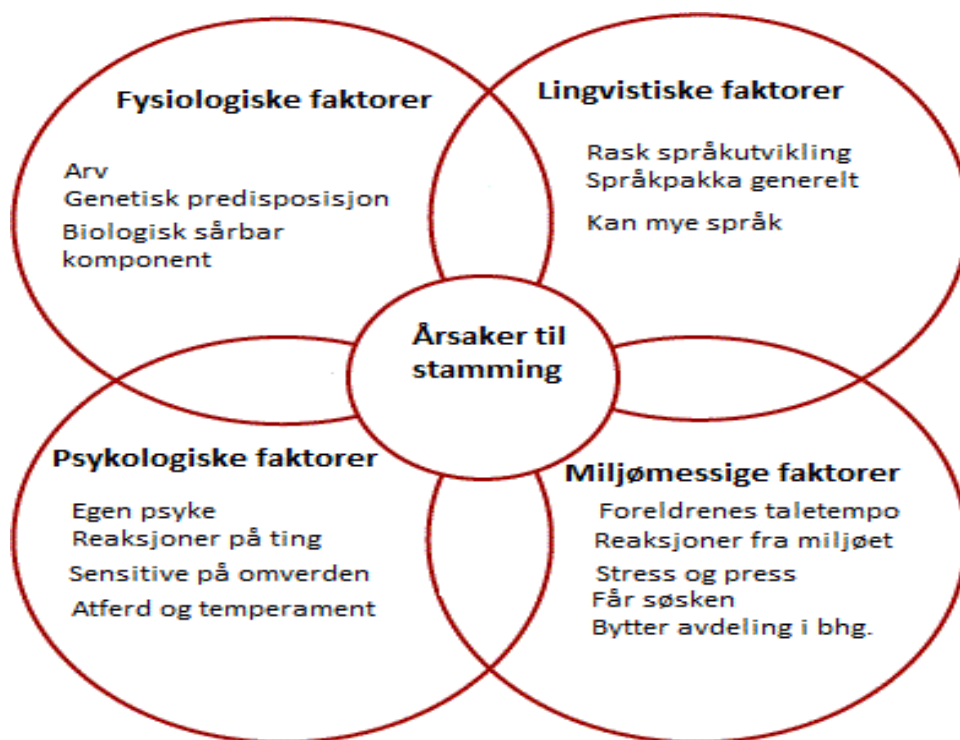 Fysiologiske faktorer
Arv
Genetisk predisposisjon
Biologisk sårbar
komponent
Lingvistiske faktorer
Rask språkutvikling
Språkpakka generelt
Kan mye språk
Årsaker til
stamming
Psykologiske faktorer
Egen psyke
Reaksjoner på ting
Sensitive på omverden
Atferd og temperament
Miljømessige faktorer
Foreldrenes taletempo
Reaksjoner fra miljøet
Stress og press
Får søsken
Bytter avdeling i bhg.